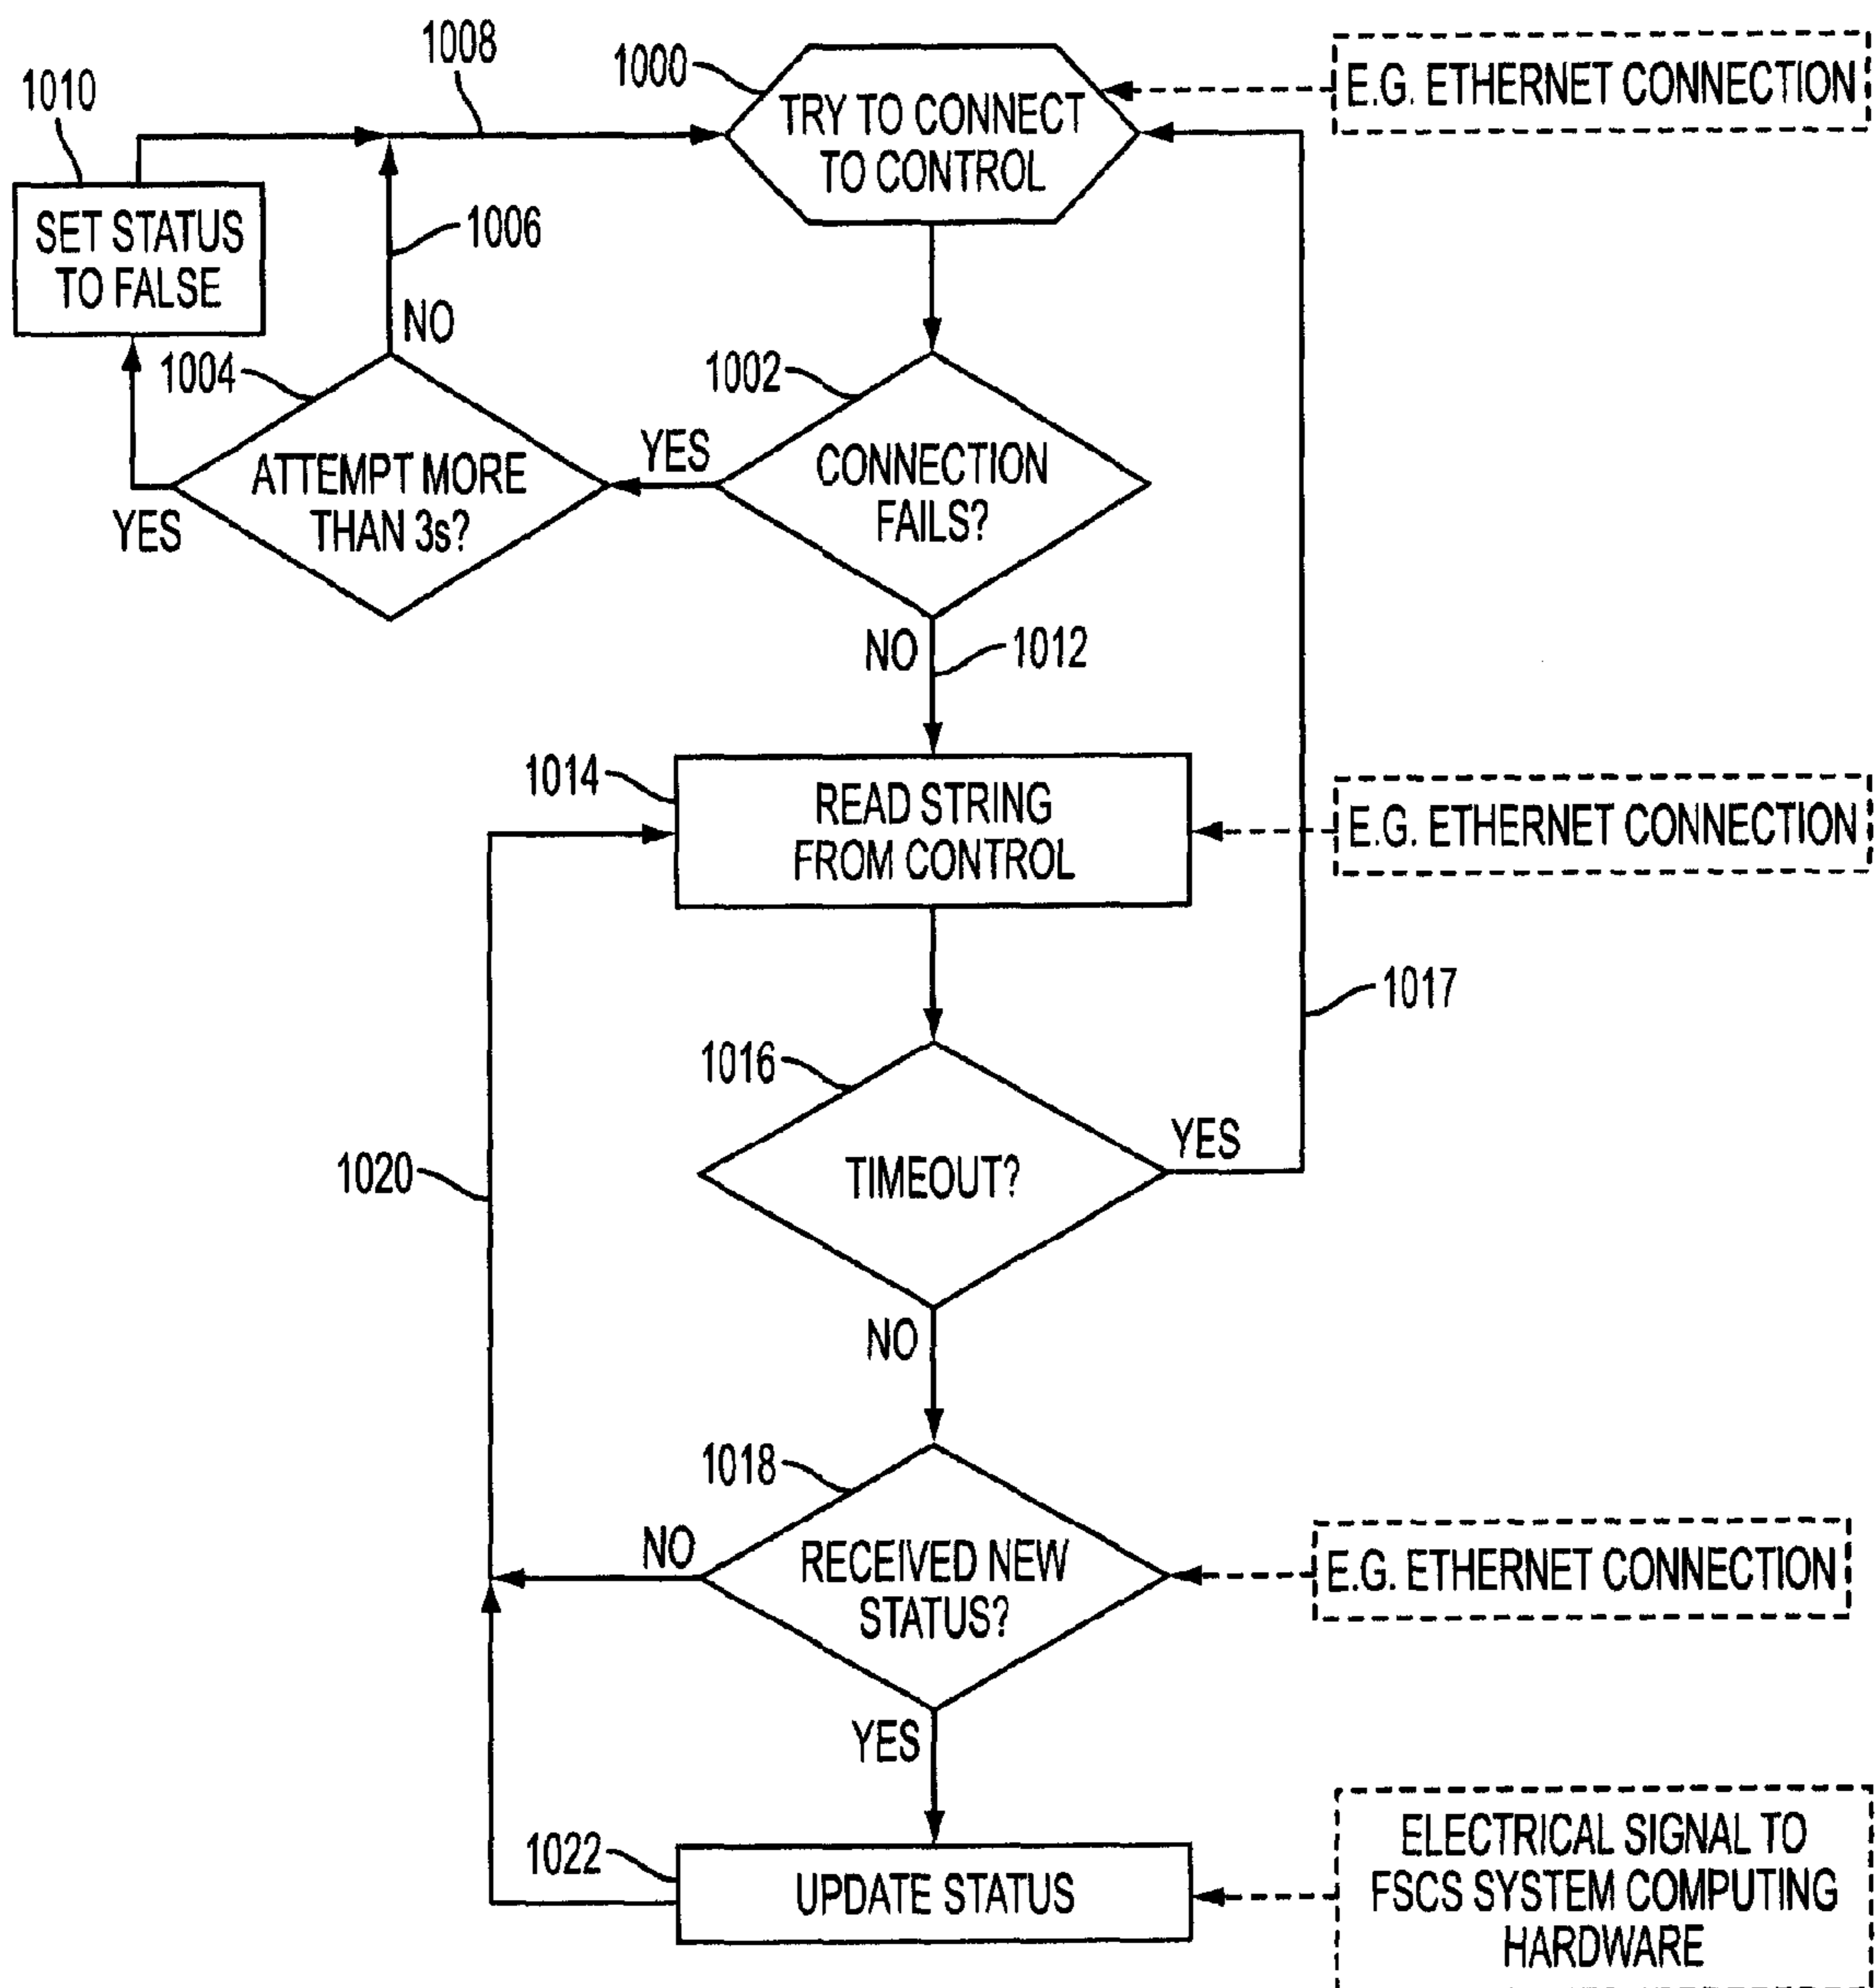 1008
1000
E.G. ETHERNET CONNECTION
1010
TRY TO CONNECT
TO CONTROL
SET STATUS
TO FALSE
1006
NO
1004
1002
YES
ATTEMPT MORE
THAN 3s?
YES
CONNECTION
FAILS?
NO
1012
1014
READ STRING
FROM CONTROL
E.G. ETHERNET CONNECTION
1017
1016
YES
TIMEOUT?
1020
NO
1018
NO
RECEIVED NEW
STATUS?
E.G. ETHERNET CONNECTION
YES
1022
UPDATE STATUS
ELECTRICAL SIGNAL TO
FSCS SYSTEM COMPUTING
HARDWARE